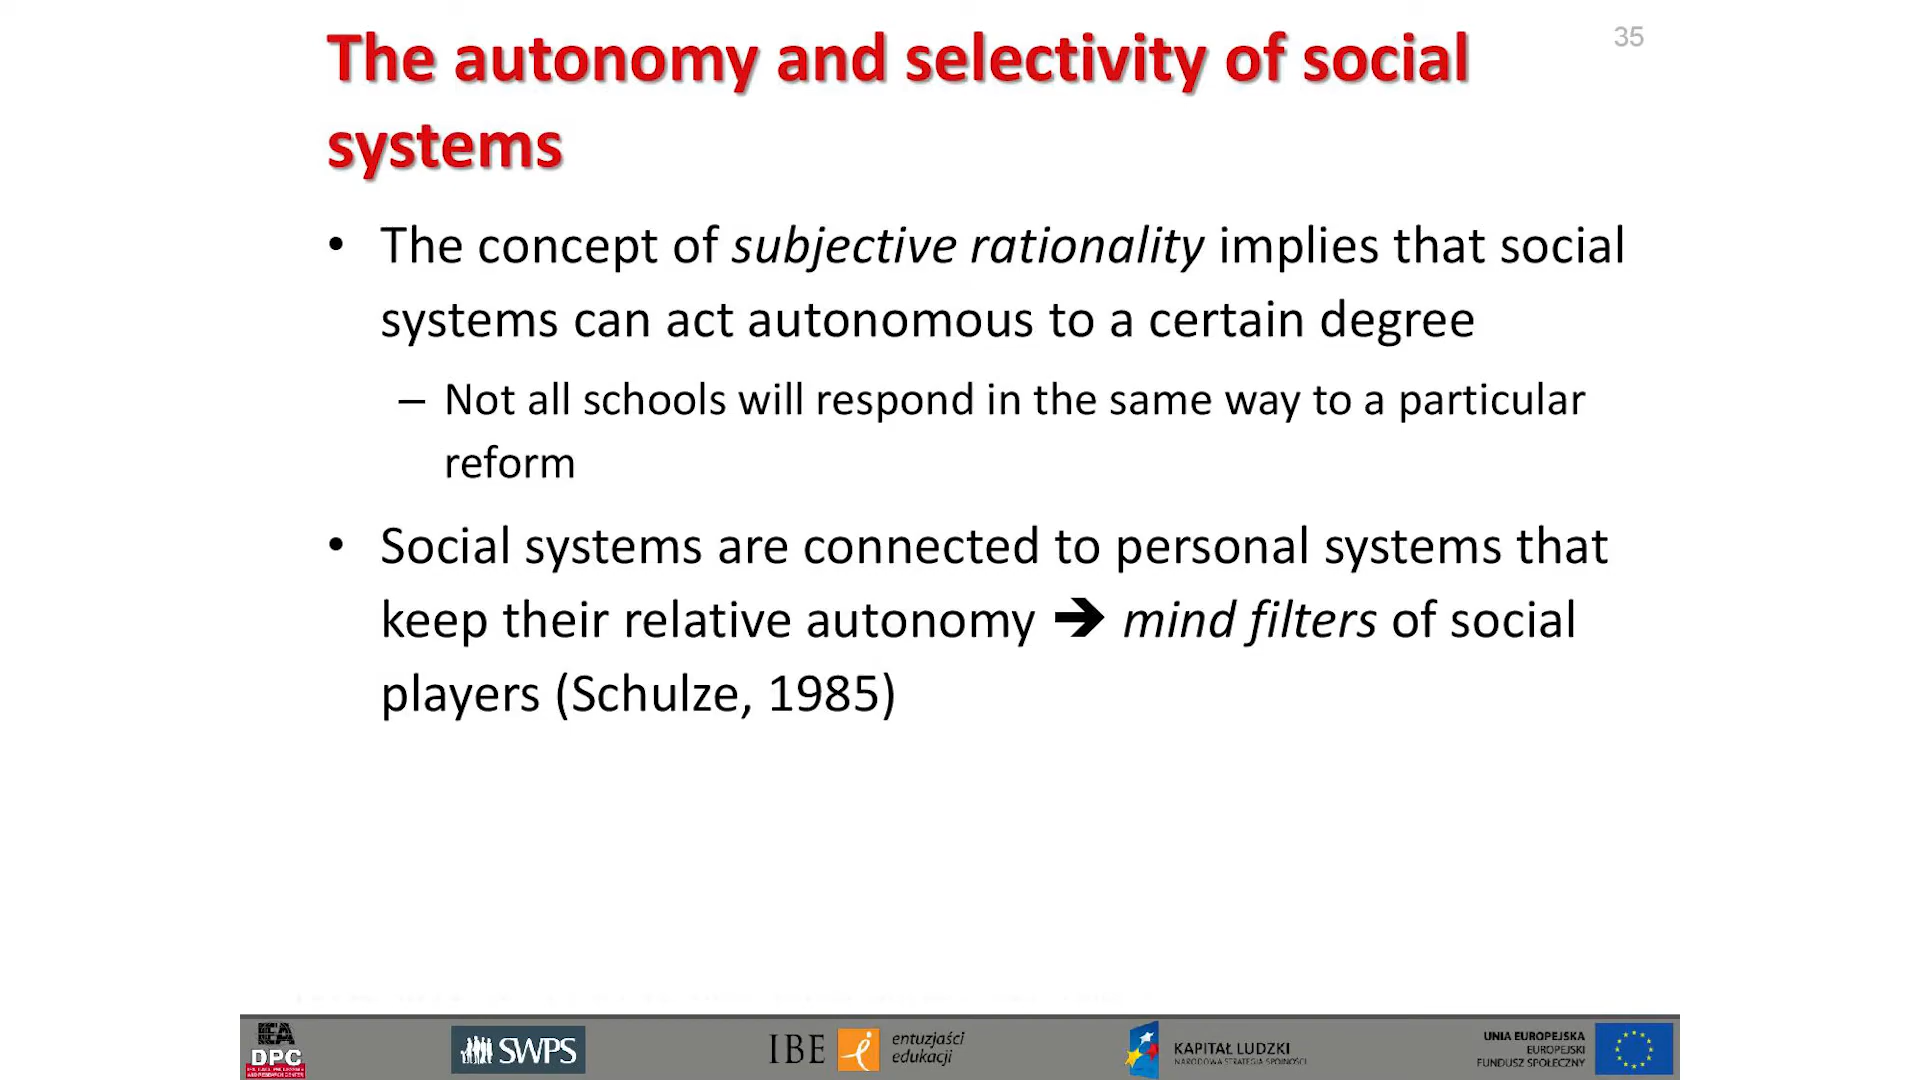 35
The autonomy and selectivity of social
systems
• The concept of subjective rationality implies that social
systems can act autonomous to a certain degree
– Not all schools will respond in the same way to a particular
reform
• Social systems are connected to personal systems that
keep their relative autonomy ➔ mind filters of social
players (Schulze, 1985)
IEA
DPC
SWPS
IBE
entuzjaści
edukacji
KAPITAŁ LUDZKI
NARODOWA STRATEGIA SPÓJNOŚCI
UNIA EUROPEJSKA
EUROPEJSKI
FUNDUSZ SPOŁECZNY